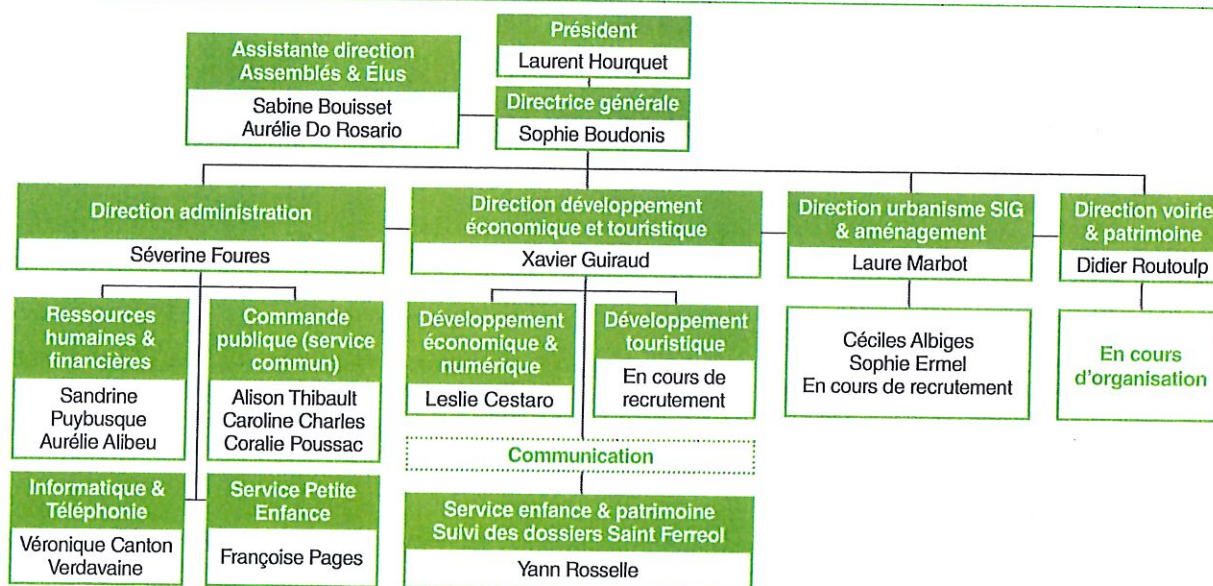 Président
Laurent Hourquet
Assistante direction
Assemblés & Élus
Sabine Bouisset
Aurélie Do Rosario
Directrice générale
Sophie Boudonis
Direction administration
Séverine Foures
Direction développement
économique et touristique
Xavier Guiraud
Direction urbanisme SIG
& aménagement
Laure Marbot
Direction voirie
& patrimoine
Didier Routoulp
Ressources
humaines &
financières
Sandrine
Puybusque
Aurélie Alibeu
Commande
publique (service
commun)
Alison Thibault
Caroline Charles
Coralie Poussac
Développement
économique &
numérique
Leslie Cestaro
Développement
touristique
En cours de
recrutement
Céciles Albiges
Sophie Ermel
En cours de recrutement
En cours
d'organisation
Communication
Informatique &
Téléphonie
Véronique Canton
Verdavaine
Service Petite
Enfance
Françoise Pages
Service enfance & patrimoine
Suivi des dossiers Saint Ferreol
Yann Rosselle